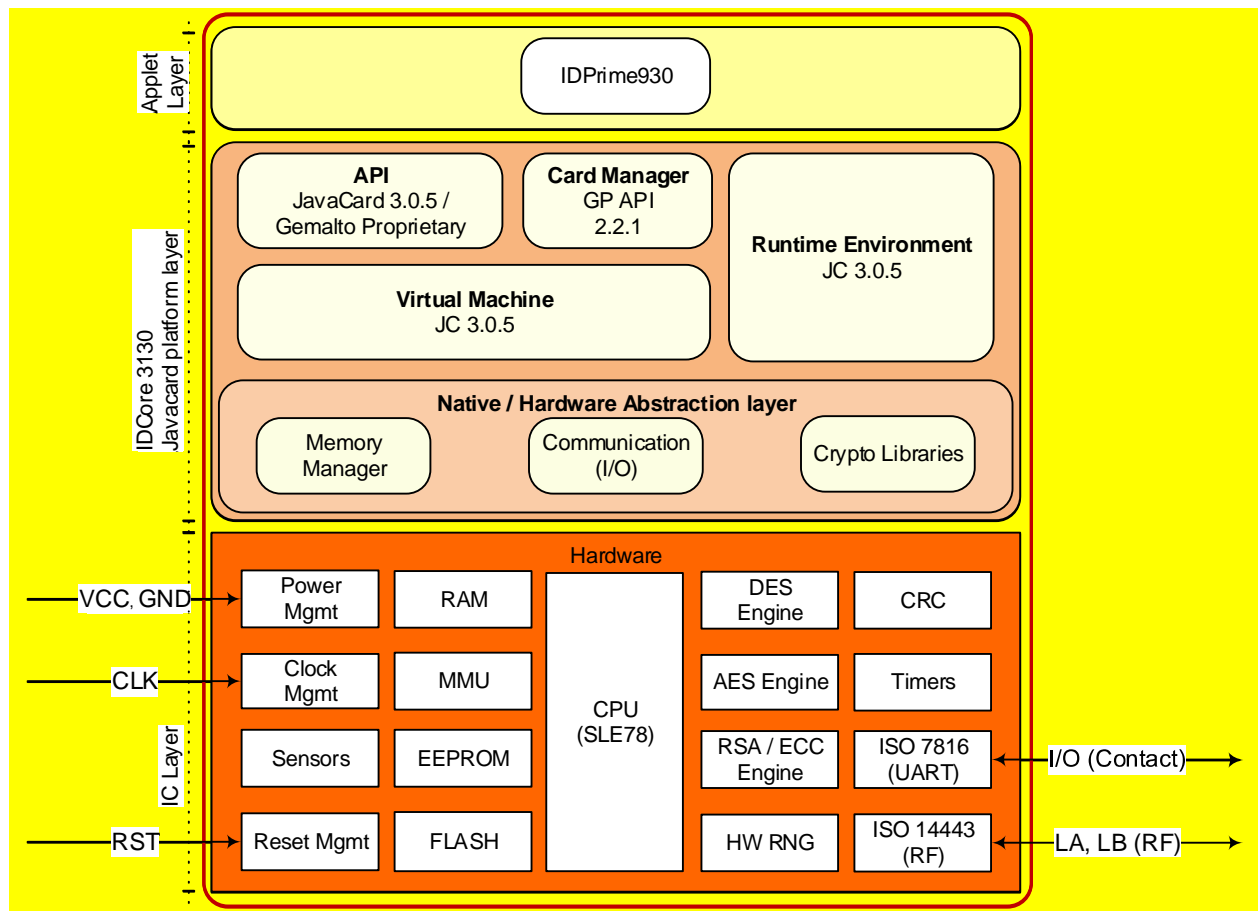 Applet
Layer
IDPrime930
IDCore 3130
Javacard platform layer
API
JavaCard 3.0.5 /
Gemalto Proprietary
Card Manager
GP API
2.2.1
Runtime Environment
JC 3.0.5
Virtual Machine
JC 3.0.5
Native / Hardware Abstraction layer
Memory
Manager
Communication
(I/O)
Crypto Libraries
IC Layer
Hardware
VCC, GND
Power
Mgmt
RAM
CPU
(SLE78)
DES
Engine
CRC
CLK
Clock
Mgmt
MMU
AES Engine
Timers
Sensors
EEPROM
RSA / ECC
Engine
ISO 7816
(UART)
I/O (Contact)
RST
Reset Mgmt
FLASH
HW RNG
ISO 14443
(RF)
LA, LB (RF)